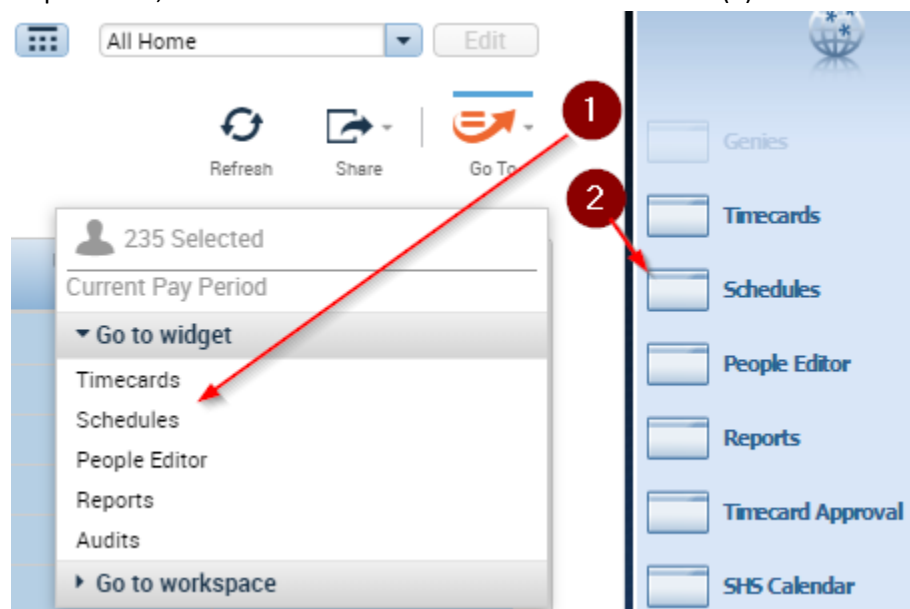 All Home
Edit
Refresh
Share
Go To
1
2
235 Selected
Current Pay Period
Go to widget
Timecards
Schedules
People Editor
Reports
Audits
Go to workspace
Genies
Timecards
Schedules
People Editor
Reports
Timecard Approval
SHS Calendar